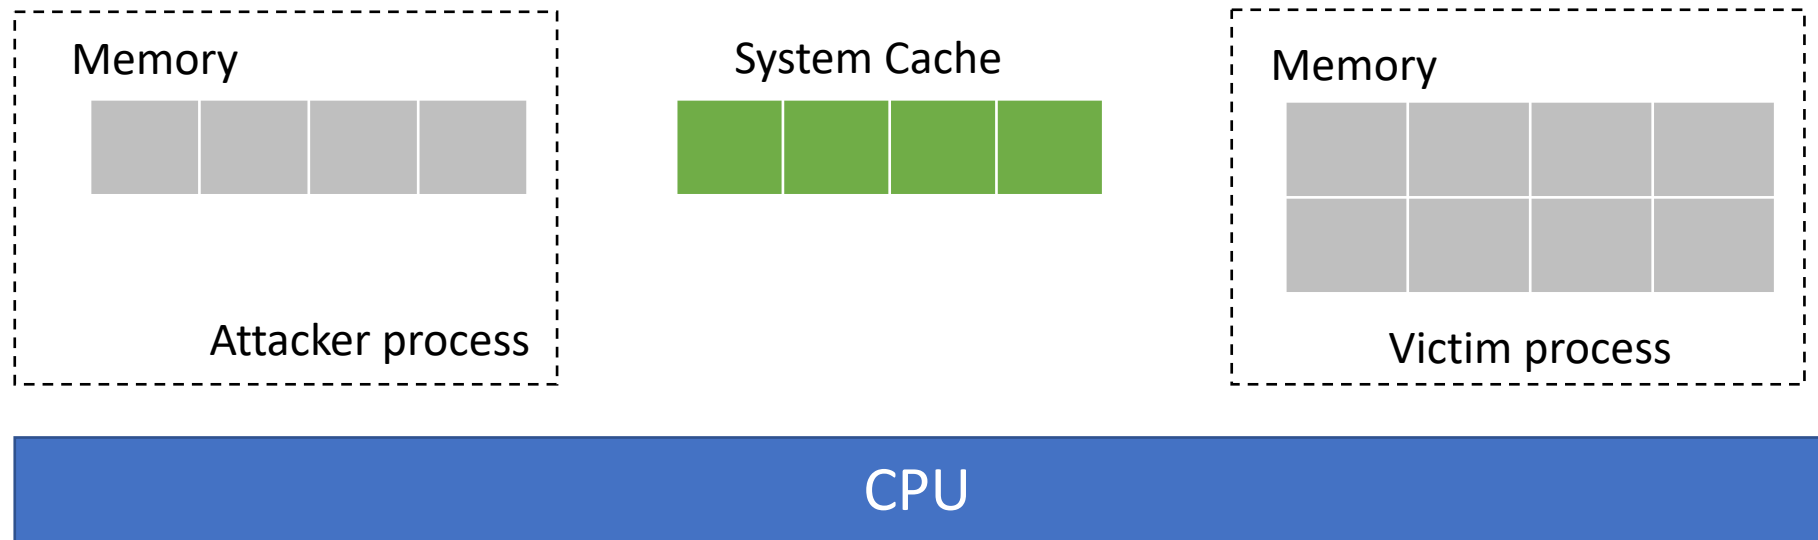 Memory
System Cache
Memory
Attacker process
Victim process
CPU